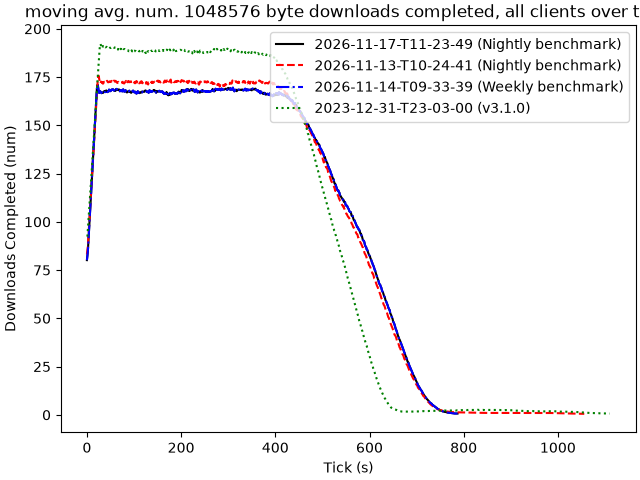 moving avg. num. 1048576 byte downloads completed, all clients over t
200
175
150
125
100
75
50
25
0
Downloads Completed (num)
2026-11-17-T11-23-49 (Nightly benchmark)
2026-11-13-T10-24-41 (Nightly benchmark)
2026-11-14-T09-33-39 (Weekly benchmark)
2023-12-31-T23-03-00 (v3.1.0)
0 200 400 600 800 1000
Tick (s)